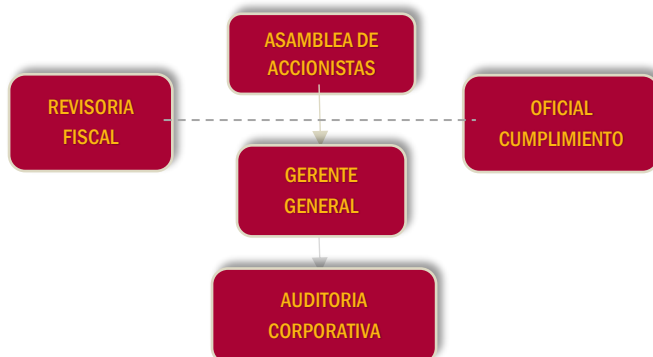 ASAMBLEA DE
ACCIONISTAS
REVISORIA
FISCAL
OFICIAL
CUMPLIMIENTO
GERENTE
GENERAL
AUDITORIA
CORPORATIVA